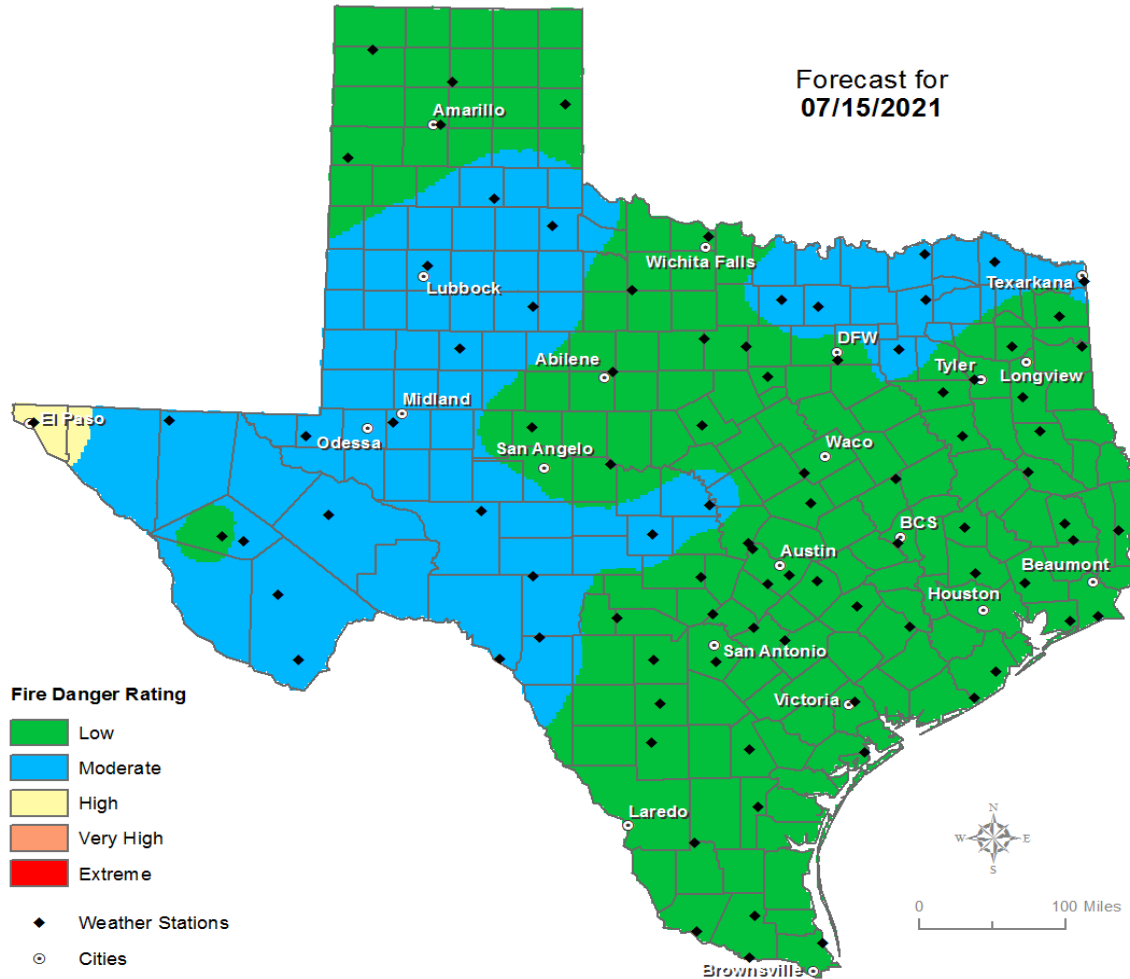 Forecast for
07/15/2021
Amarillo
Wichita Falls
Lubbock
Texarkana
DFW
Abilene
Tyler
Longview
Midland
El Paso
Odessa
San Angelo
Waco
BCS
Austin
Beaumont
Houston
San Antonio
Victoria
Laredo
Brownsville
Fire Danger Rating
Low
Moderate
High
Very High
Extreme
Weather Stations
Cities
N
W
E
S
0
100 Miles